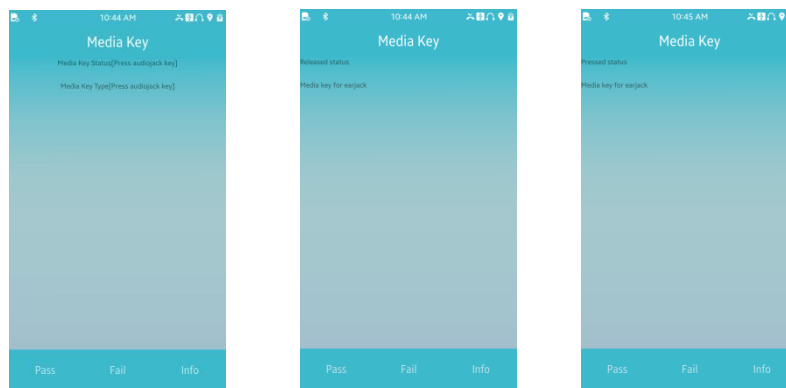 10:44 AM
Media Key
Media Key Status[Press audiojack key]
Media Key Type[Press audiojack key]
Pass Fail Info
10:44 AM
Media Key
Released status
Media key for earjack
Pass Fail Info
10:45 AM
Media Key
Pressed status
Media key for earjack
Pass Fail Info